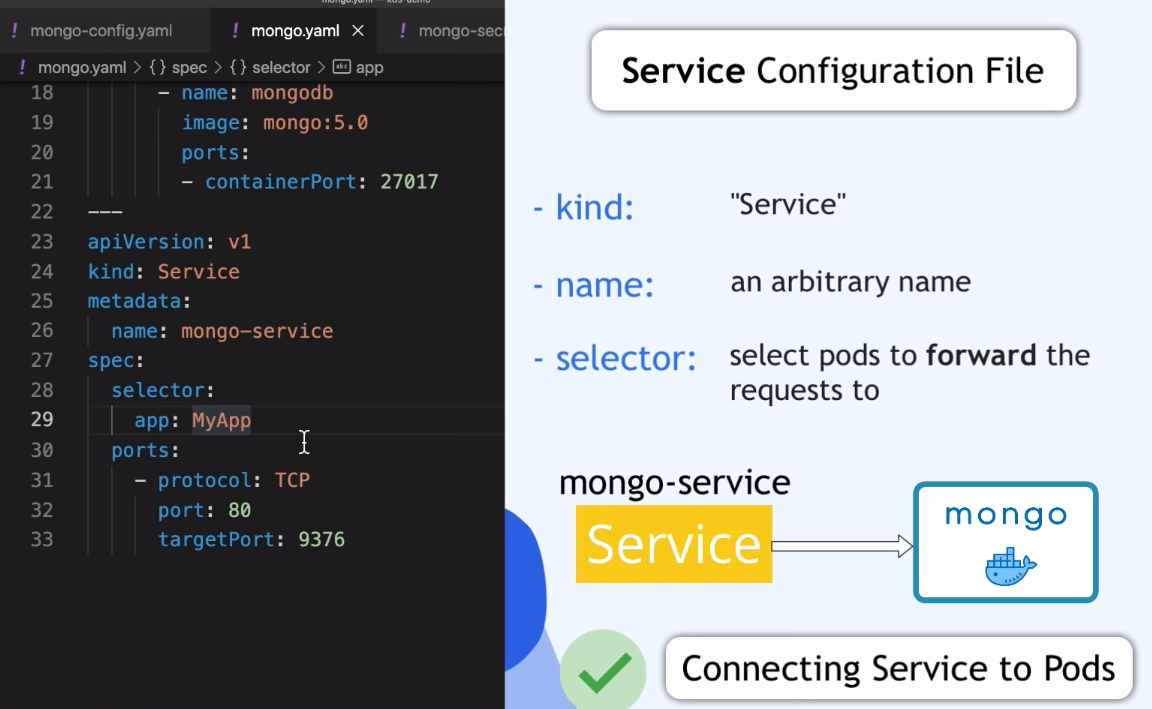 mongo-config.yaml
mongo.yaml
mongo.yaml > {} spec > {} selector > abc app
18 - name: mongodb
19 image: mongo:5.0
20 ports:
21 - containerPort: 27017
22 ---
23 apiVersion: v1
24 kind: Service
25 metadata:
26 name: mongo-service
27 spec:
28 selector:
29 app: MyApp
30 ports:
31 - protocol: TCP
32 port: 80
33 targetPort: 9376
Service Configuration File
- kind: "Service"
- name: an arbitrary name
- selector: select pods to forward the
requests to
mongo-service
Service
mongo
Connecting Service to Pods